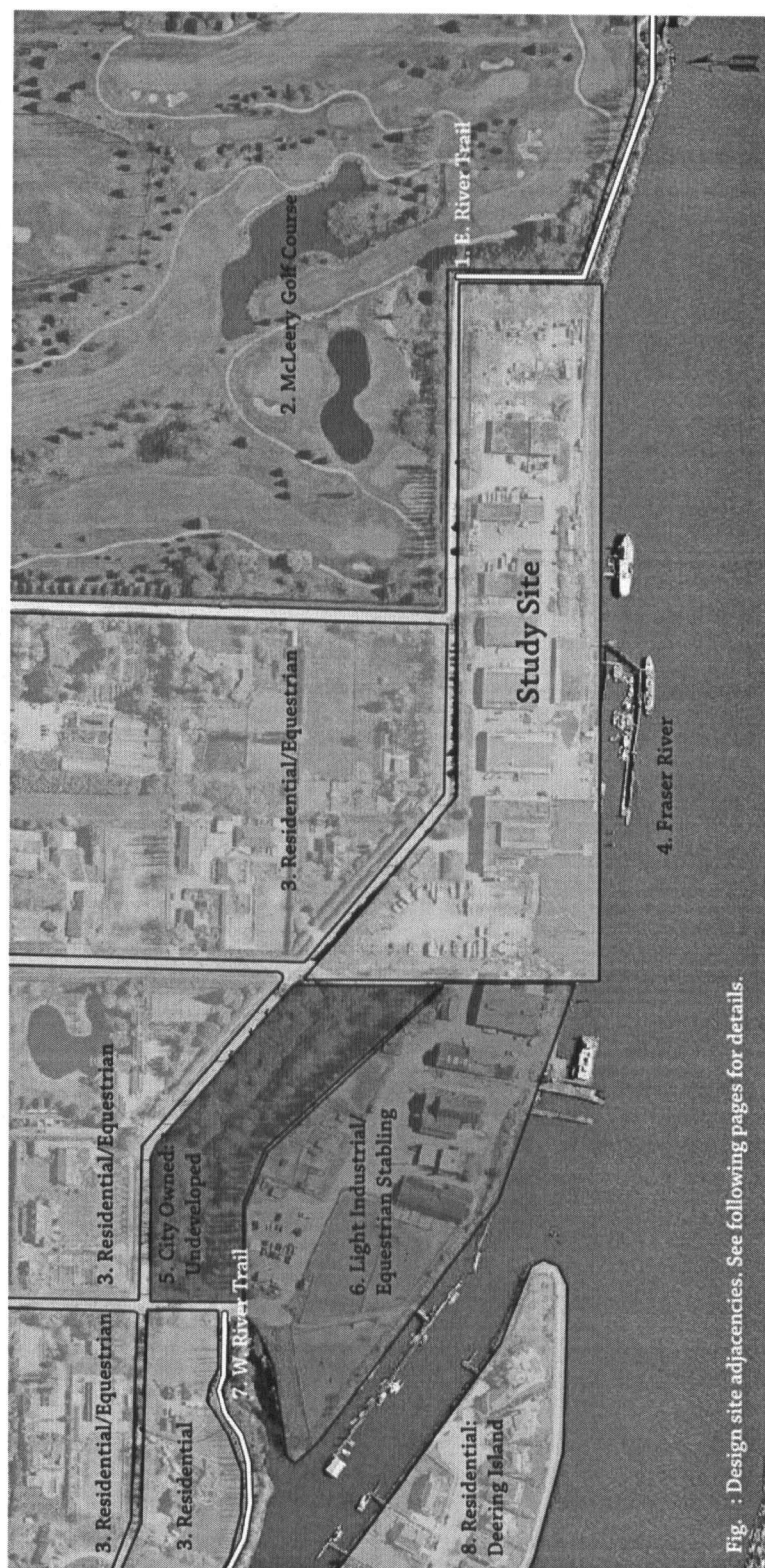 1. E. River Trail
2. McLeery Golf Course
Study Site
3. Residential/Equestrian
4. Fraser River
3. Residential/Equestrian
5. City Owned:
Undeveloped
6. Light Industrial/
Equestrian Stabling
7. W. River Trail
3. Residential/Equestrian
3. Residential
8. Residential:
Deering Island
Fig. : Design site adjacencies. See following pages for details.